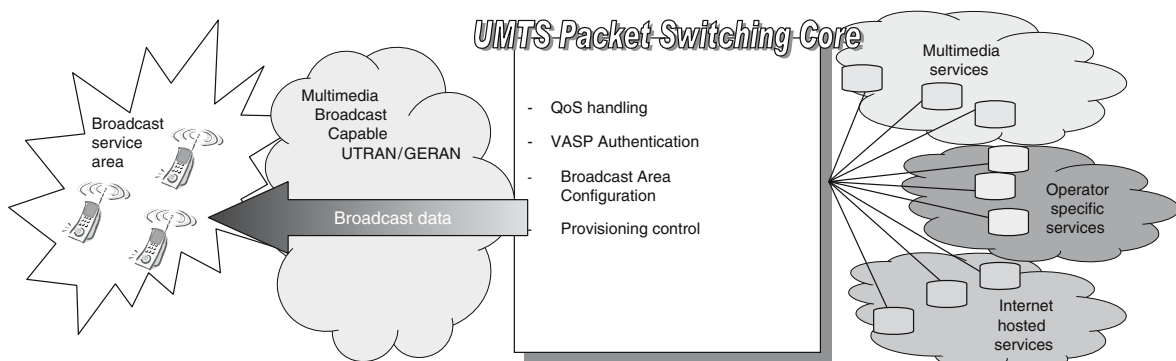 UMTS Packet Switching Core
Broadcast
service
area
Multimedia
Broadcast
Capable
UTRAN/GERAN
Broadcast data
- QoS handling
- VASP Authentication
- Broadcast Area
Configuration
- Provisioning control
Multimedia
services
Operator
specific
services
Internet
hosted
services